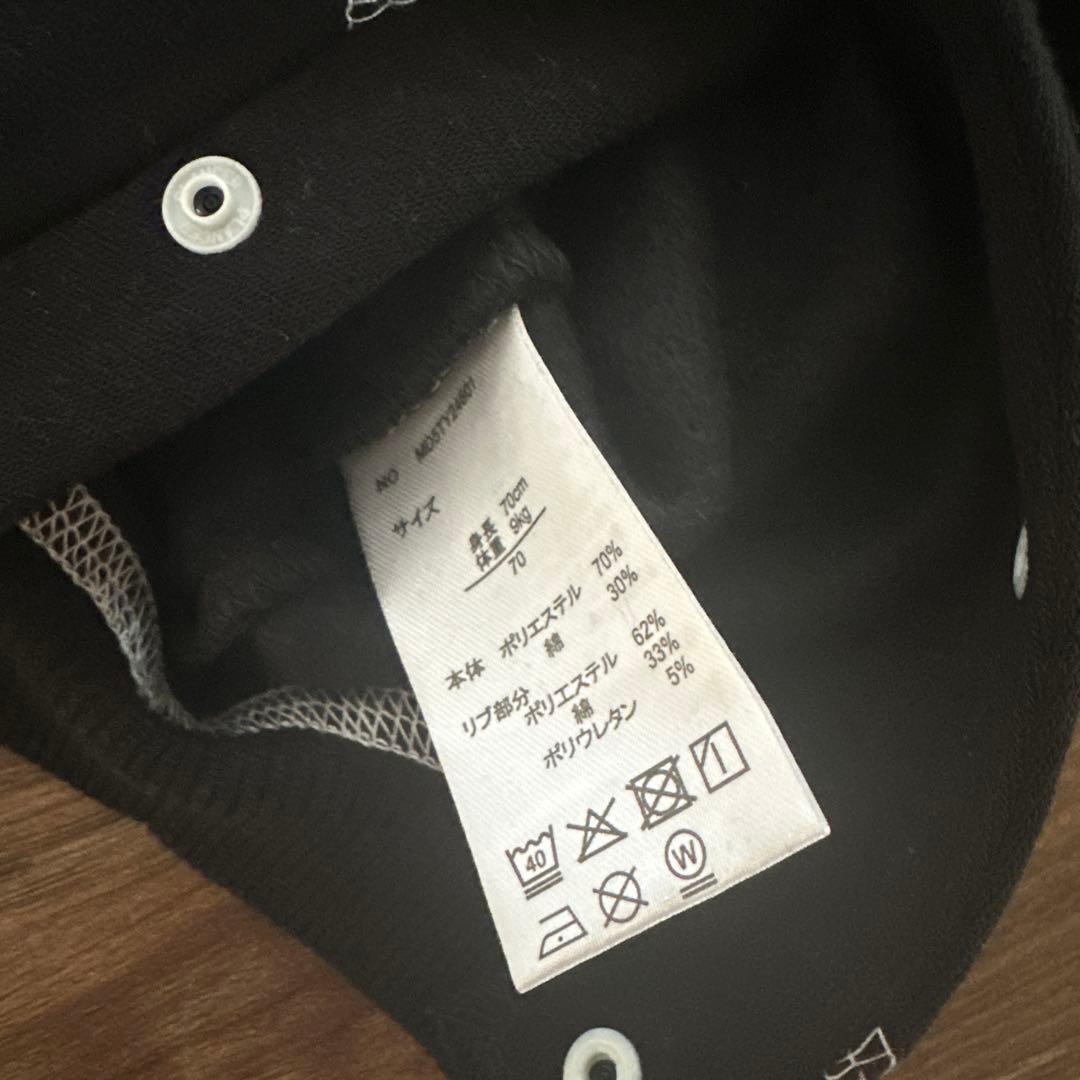 NO MDSTY24601
サイズ
身長 70cm
体重 9kg
70
本体 ポリエステル 70%
綿 30%
リブ部分 ポリエステル 62%
綿 33%
ポリウレタン 5%
40
W